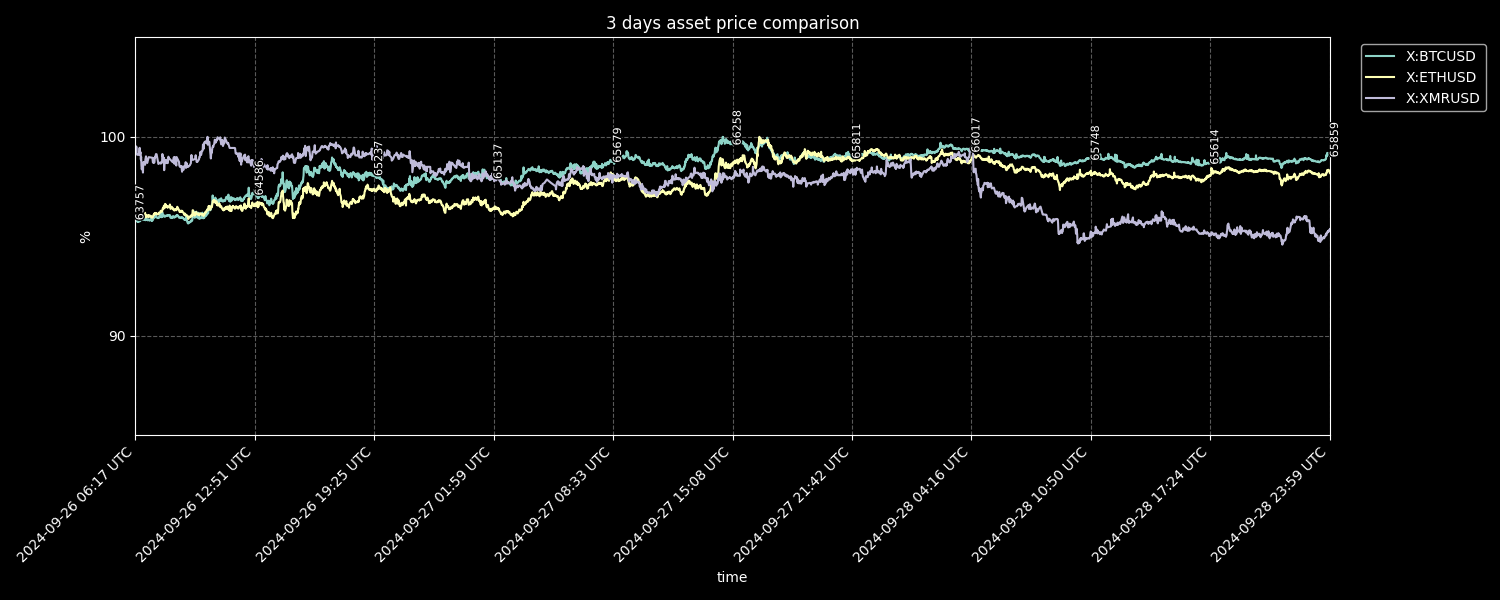 3 days asset price comparison
X:BTCUSD
X:ETHUSD
X:XMRUSD
100
90
%
63757
64586
65237
65137
65679
66258
65811
66017
65748
65614
65859
2024-09-26 06:17 UTC
2024-09-26 12:51 UTC
2024-09-26 19:25 UTC
2024-09-27 01:59 UTC
2024-09-27 08:33 UTC
2024-09-27 15:08 UTC
2024-09-27 21:42 UTC
2024-09-28 04:16 UTC
2024-09-28 10:50 UTC
2024-09-28 17:24 UTC
2024-09-28 23:59 UTC
time